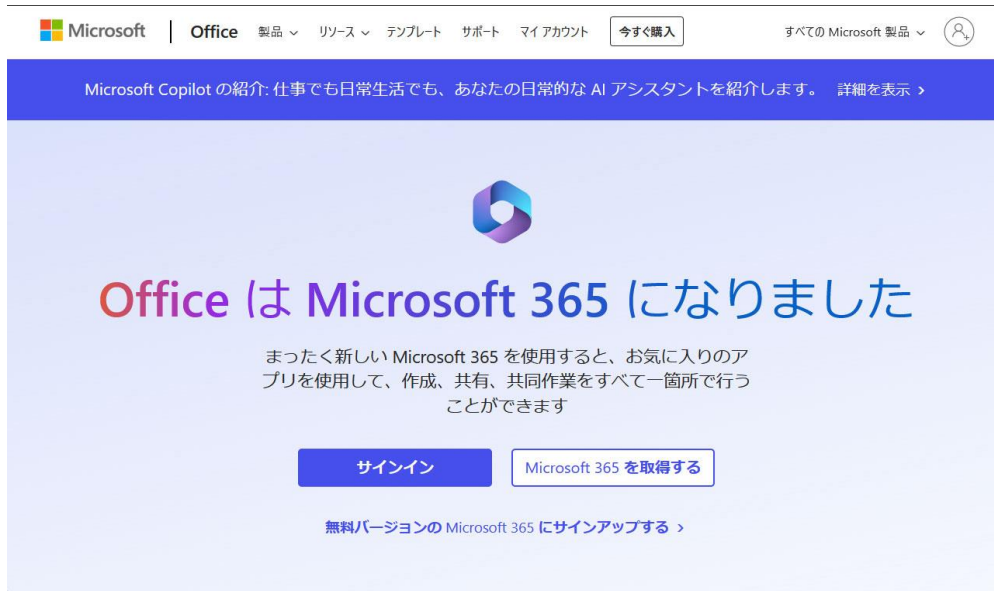 Microsoft | Office 製品 リソース テンプレート サポート マイ アカウント 今すぐ購入 すべての Microsoft 製品
Microsoft Copilot の紹介: 仕事でも日常生活でも、あなたの日常的な AI アシスタントを紹介します。 詳細を表示 >
Office は Microsoft 365 になりました
まったく新しい Microsoft 365 を使用すると、お気に入りのア
プリを使用して、作成、共有、共同作業をすべて一箇所で行う
ことができます
サインイン Microsoft 365 を取得する
無料バージョンの Microsoft 365 にサインアップする >